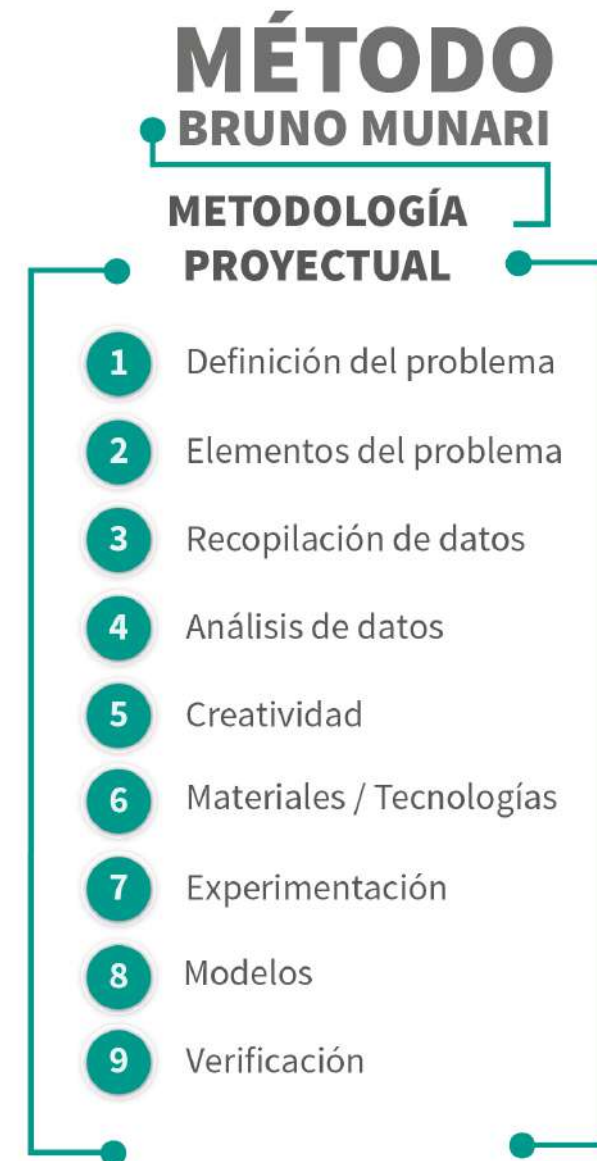 MÉTODO
BRUNO MUNARI
METODOLOGÍA
PROYECTUAL
1 Definición del problema
2 Elementos del problema
3 Recopilación de datos
4 Análisis de datos
5 Creatividad
6 Materiales / Tecnologías
7 Experimentación
8 Modelos
9 Verificación